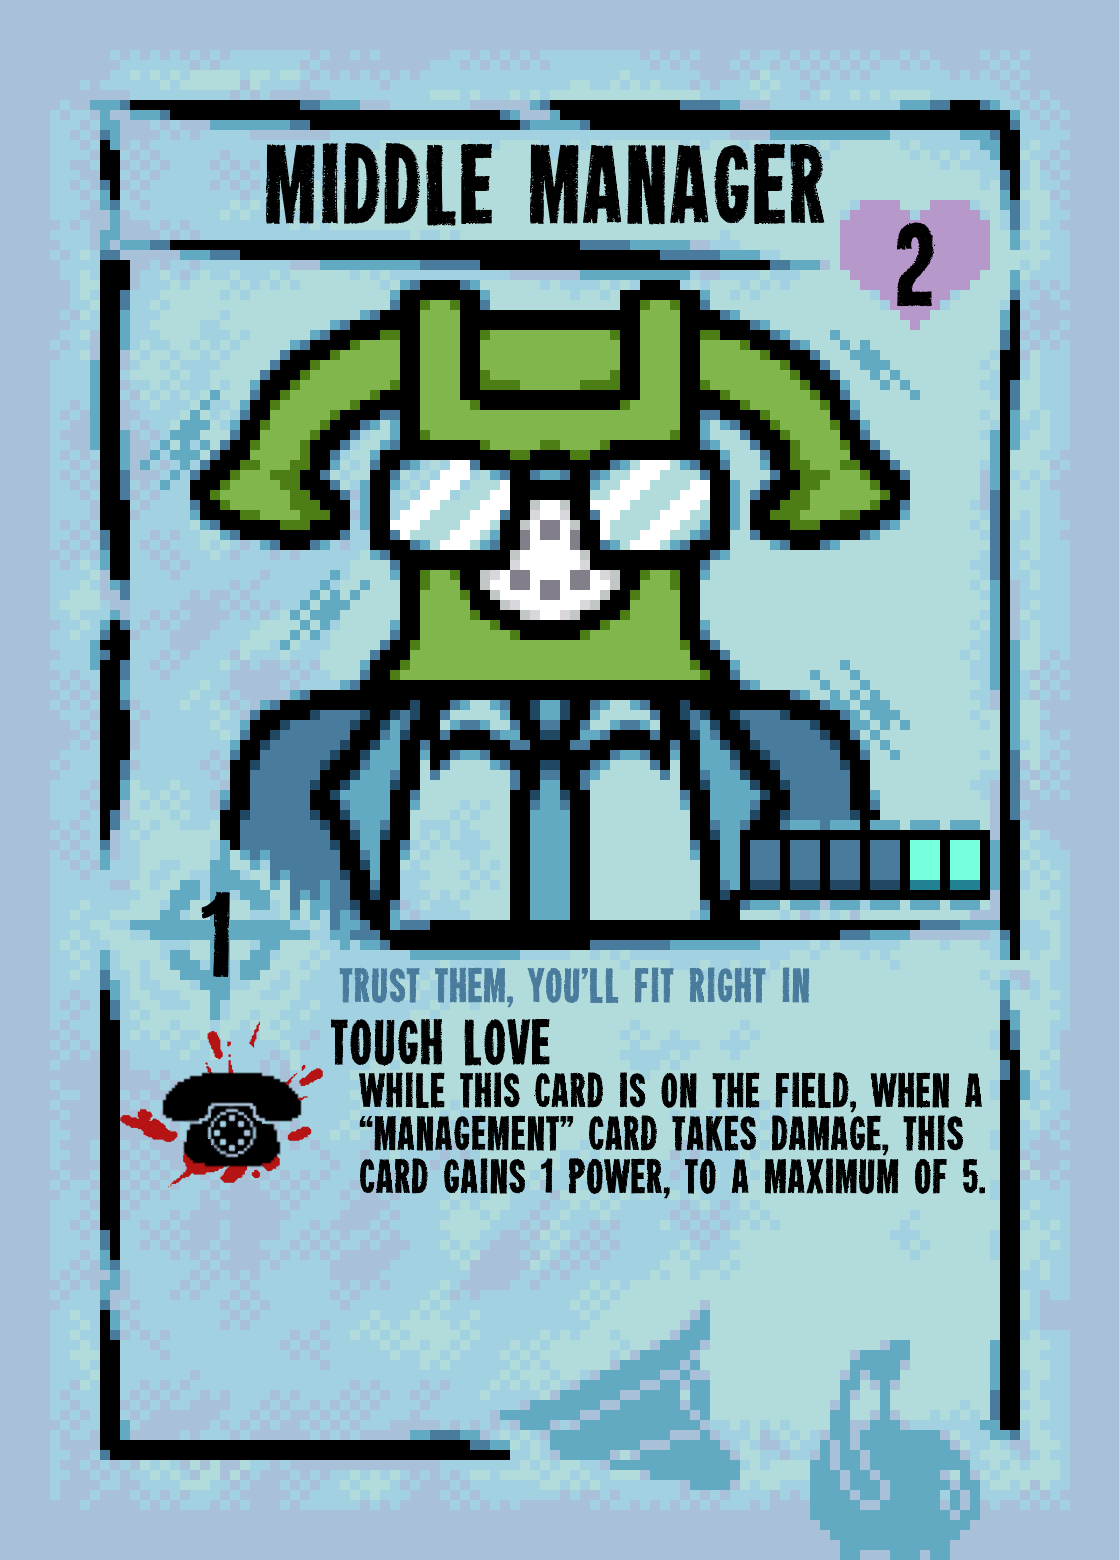 MIDDLE MANAGER
2
1
TRUST THEM, YOU'LL FIT RIGHT IN
TOUGH LOVE
WHILE THIS CARD IS ON THE FIELD, WHEN A
“MANAGEMENT” CARD TAKES DAMAGE, THIS
CARD GAINS 1 POWER, TO A MAXIMUM OF 5.